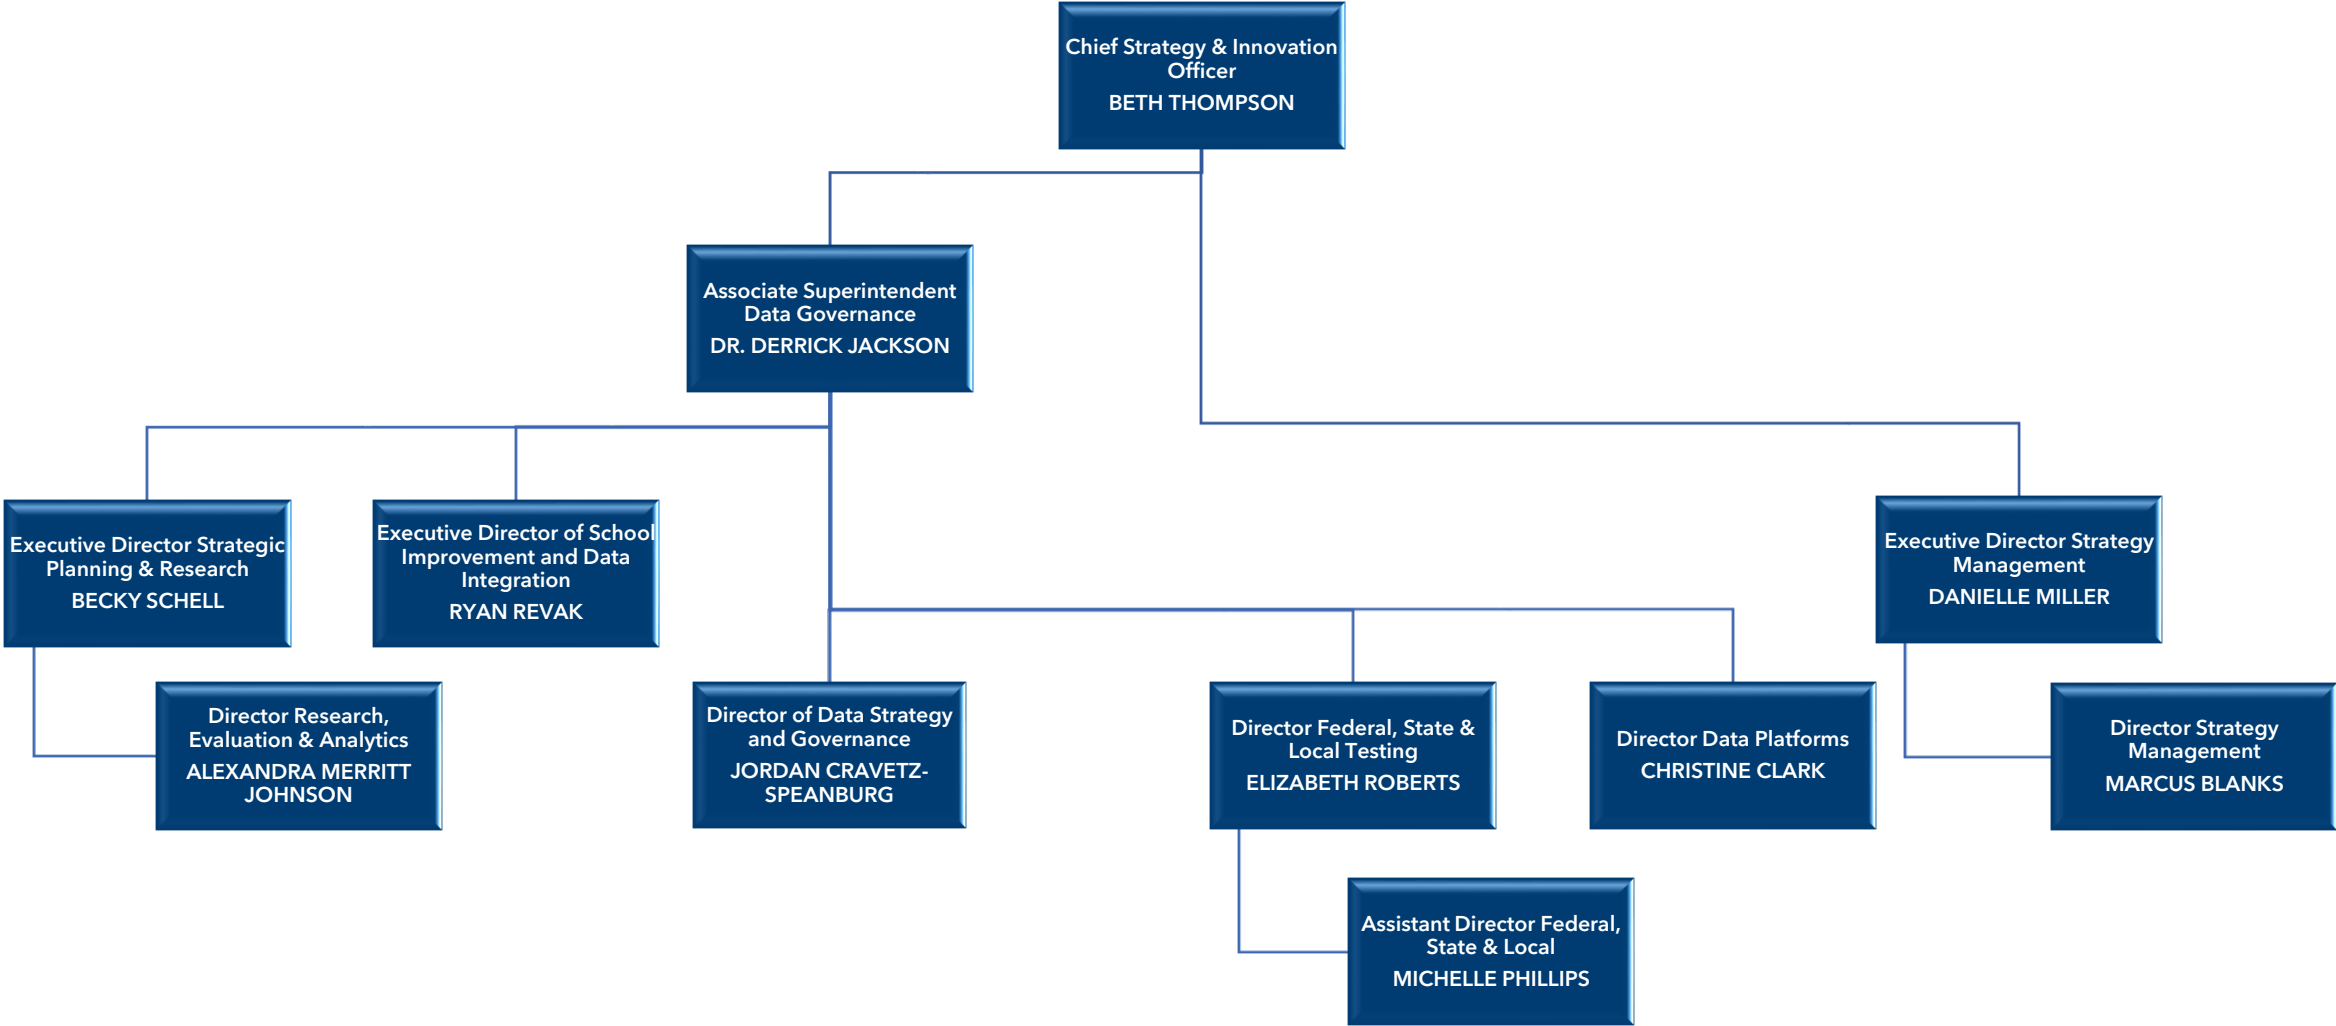 Chief Strategy & Innovation
Officer
BETH THOMPSON
Associate Superintendent
Data Governance
DR. DERRICK JACKSON
Executive Director Strategic
Planning & Research
BECKY SCHELL
Executive Director of School
Improvement and Data
Integration
RYAN REVAK
Executive Director Strategy
Management
DANIELLE MILLER
Director Research,
Evaluation & Analytics
ALEXANDRA MERRITT
JOHNSON
Director of Data Strategy
and Governance
JORDAN CRAVETZ-
SPEANBURG
Director Federal, State &
Local Testing
ELIZABETH ROBERTS
Director Data Platforms
CHRISTINE CLARK
Director Strategy
Management
MARCUS BLANKS
Assistant Director Federal,
State & Local
MICHELLE PHILLIPS